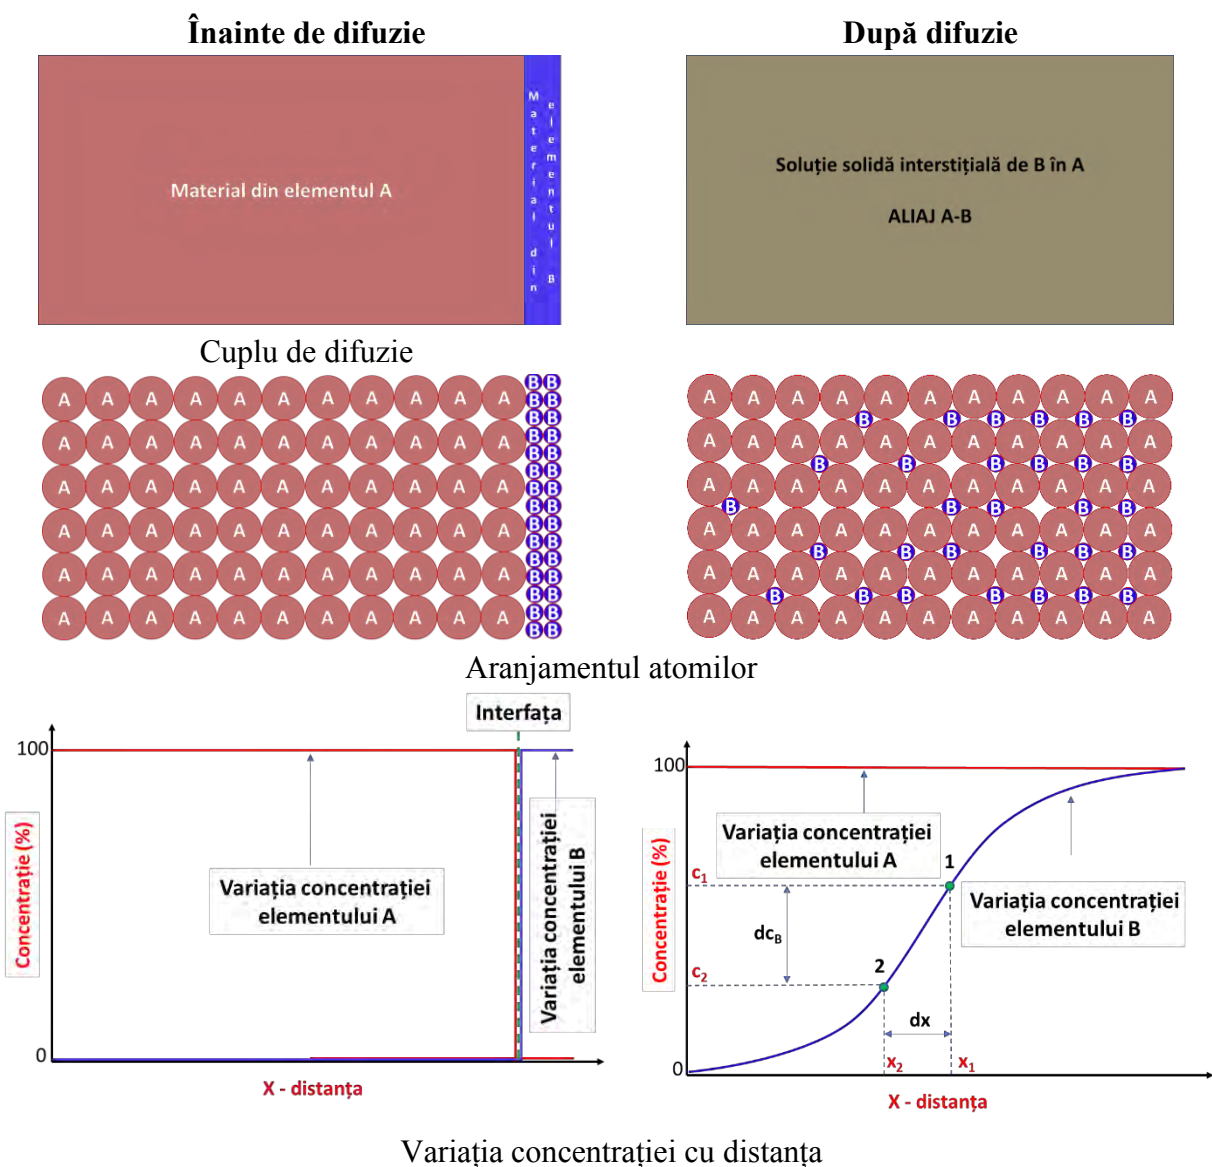 Înainte de difuzie
După difuzie
Material din elementul A
Material din
elementul B
Soluție solidă interstițială de B în A
ALIAJ A-B
Cuplu de difuzie
A A A A A A A A A A A B B
A A A A A A A A A A A B B
A A A A A A A A A A A B B
A A A A A A A A A A A B B
A A A A A A A A A A A B B
A A A A A A A A A A A B B
A A A A A A A A A A A
B B B B B B
A A A A A A A A A A A
B B B B B B
A A A A A A A A A A A
B B B B B
A A A A A A A A A A A
B B B B B B
A A A A A A A A A A A
B B B B B B B
A A A A A A A A A A A
Aranjamentul atomilor
Interfața
100
Concentrație (%)
Variația concentrației
elementului A
Variația concentrației
elementului B
0
X - distanța
100
Concentrație (%)
Variația concentrației
elementului A
1
c1
Variația concentrației
elementului B
dcB
2
c2
dx
0
x2
x1
X - distanța
Variația concentrației cu distanța